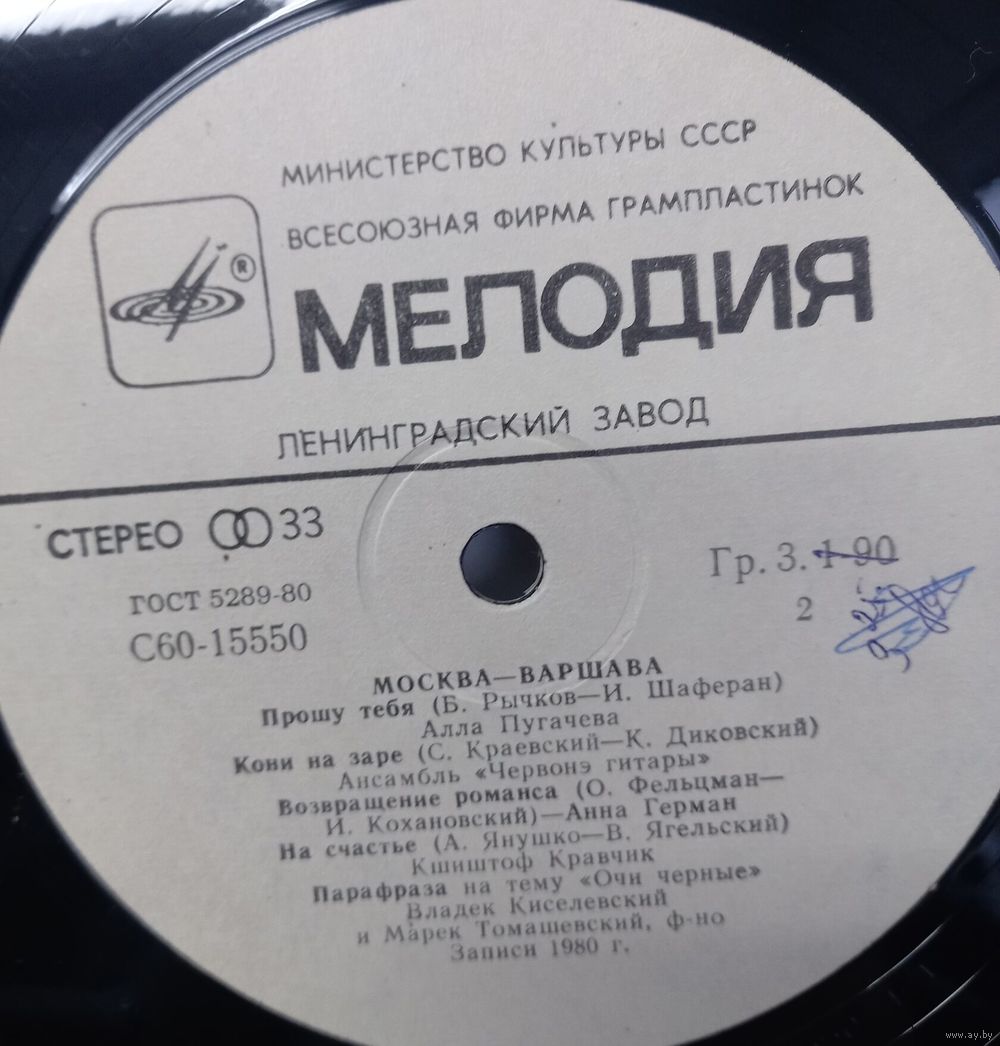 МИНИСТЕРСТВО КУЛЬТУРЫ СССР
ВСЕСОЮЗНАЯ ФИРМА ГРАМПЛАСТИНОК
®
МЕЛОДИЯ
ЛЕНИНГРАДСКИЙ ЗАВОД
СТЕРЕО 33
Гр. 3. 1-90
ГОСТ 5289-80
2
С60-15550
МОСКВА—ВАРШАВА
Прошу тебя (Б. Рычков—И. Шаферан)
Алла Пугачева
Кони на заре (С. Краевский—К. Диковский)
Ансамбль «Червонэ гитары»
Возвращение романса (О. Фельцман—
И. Кохановский)—Анна Герман
На счастье (А. Янушко—В. Ягельский)
Кшиштоф Кравчик
Парафраза на тему «Очи черные»
Владек Киселевский
и Марек Томашевский, ф-но
Записи 1980 г.
www.ay.by